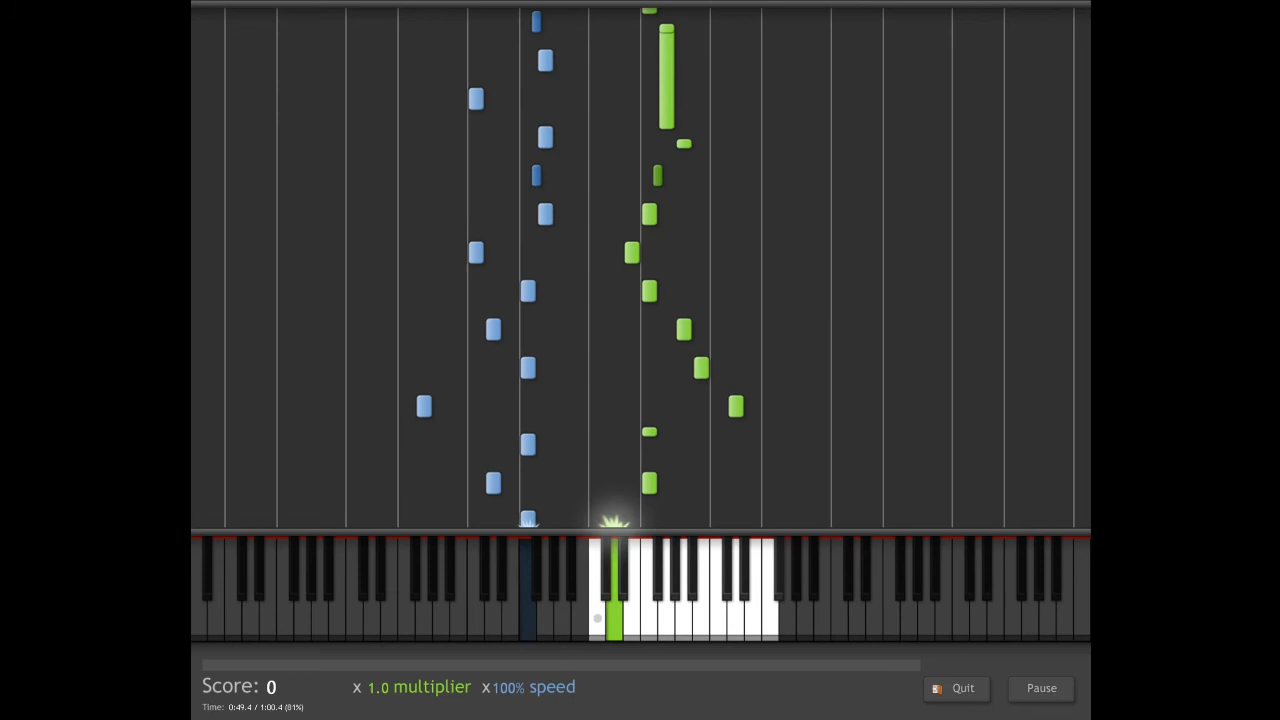 Score: 0 x 1.0 multiplier x100% speed Quit Pause
Time: 0:49.4 / 1:00.4 (81%)